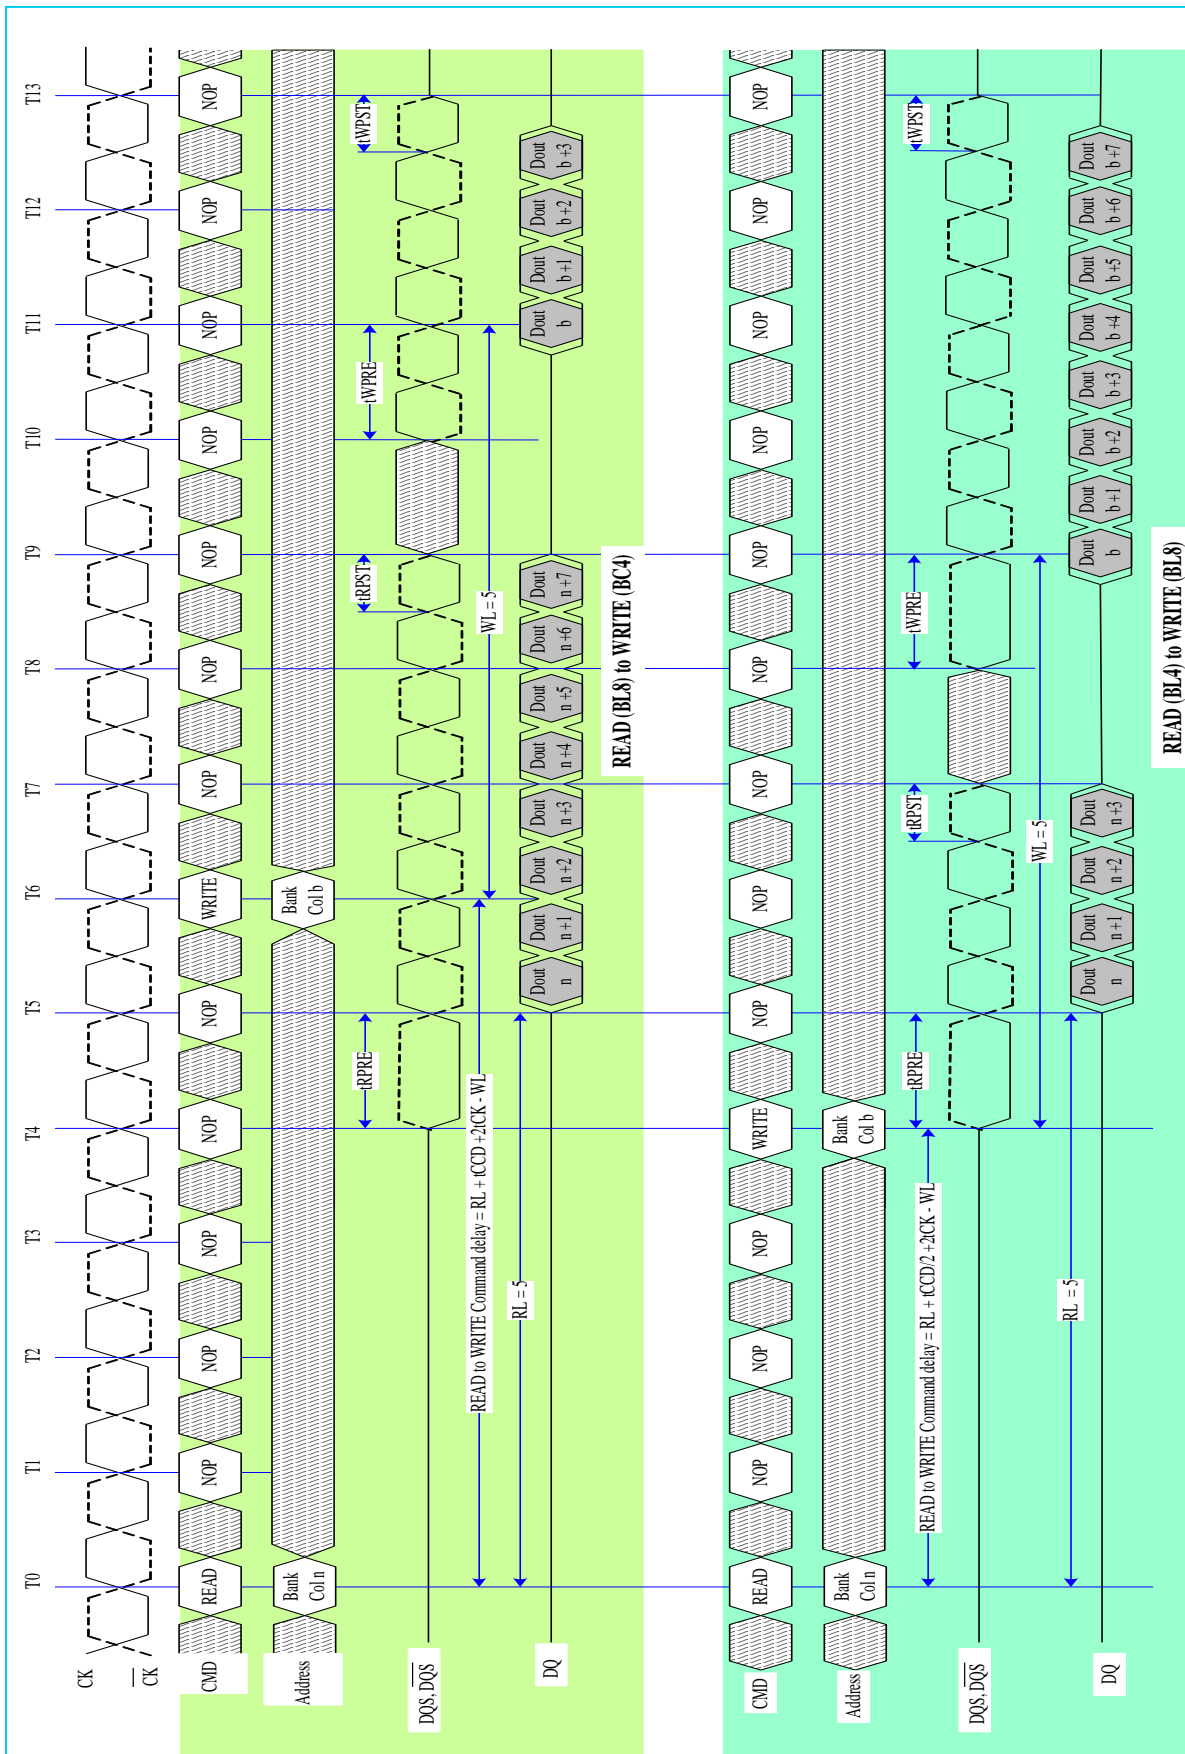 T0 T1 T2 T3 T4 T5 T6 T7 T8 T9 T10 T11 T12 T13
CK
CK
CMD READ NOP NOP NOP NOP NOP WRITE NOP NOP NOP NOP NOP NOP NOP
Address Bank Bank
Col n Col b
tRPRE tRPST tWPRE tWPST
DQS, DQS
READ to WRITE Command delay = RL + tCCD +2tCK - WL
WL = 5
RL = 5
DQ Dout Dout Dout Dout Dout Dout Dout Dout Dout Dout Dout Dout
n n+1 n+2 n+3 n+4 n+5 n+6 n+7 b b+1 b+2 b+3
READ (BL8) to WRITE (BC4)
CMD READ NOP NOP NOP WRITE NOP NOP NOP NOP NOP NOP NOP NOP NOP
Address Bank Bank
Col n Col b
tRPRE tRPST tWPRE tWPST
READ to WRITE Command delay = RL + tCCD/2 +2tCK - WL
DQS, DQS
WL = 5
RL = 5
DQ Dout Dout Dout Dout Dout Dout Dout Dout Dout Dout Dout Dout
n n+1 n+2 n+3 b b+1 b+2 b+3 b+4 b+5 b+6 b+7
READ (BL4) to WRITE (BL8)